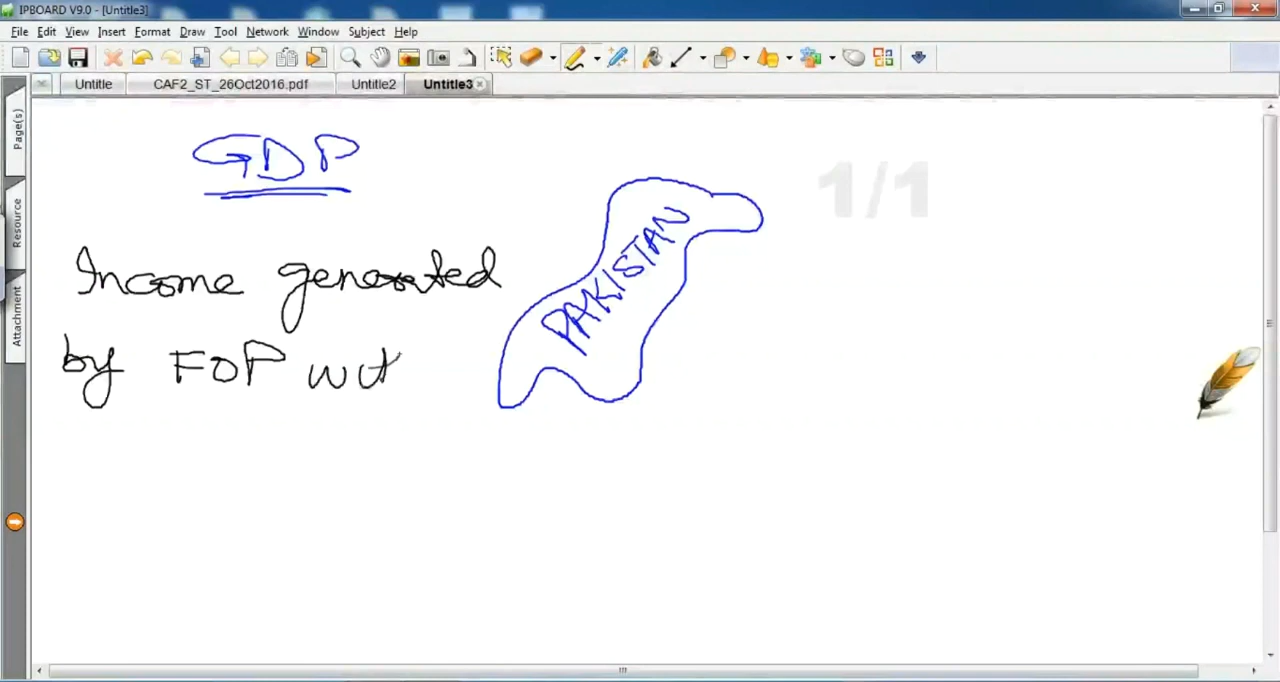 IPBOARD V9.0 - [Untitle3]
File Edit View Insert Format Draw Tool Network Window Subject Help
Untitle CAF2_ST_26Oct2016.pdf Untitle2 Untitle3
Page(s)
Resource
Attachment
GDP
1/1
PAKISTAN
Income generated
by FOP wit